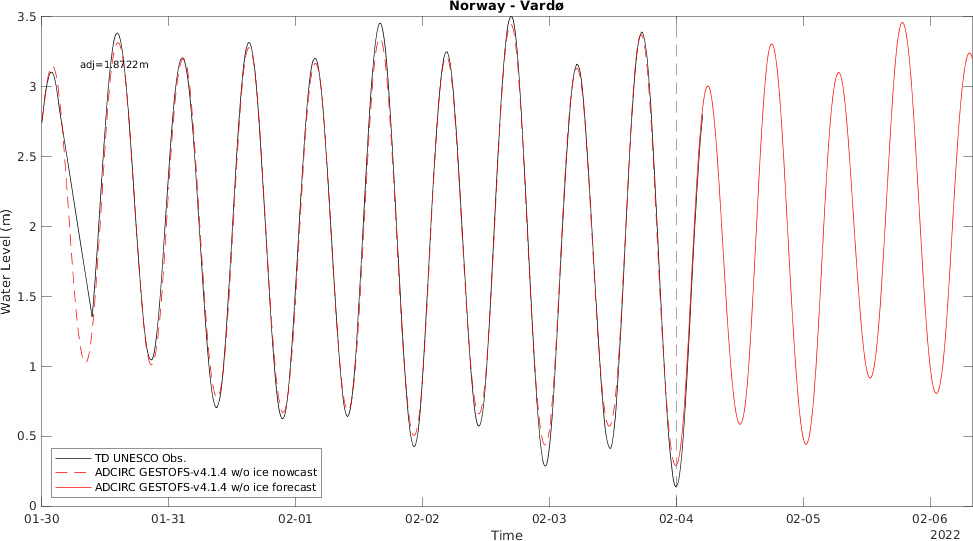 Norway - Vardø
adj=1.8722m
Water Level (m)
3.5
3
2.5
2
1.5
1
0.5
0
TD UNESCO Obs.
ADCIRC GESTOFS-v4.1.4 w/o ice nowcast
ADCIRC GESTOFS-v4.1.4 w/o ice forecast
01-30 01-31 02-01 02-02 02-03 02-04 02-05 02-06
Time
2022